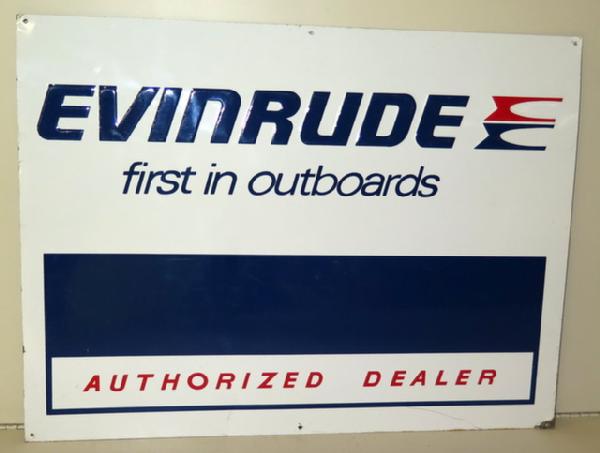 EVINRUDE
first in outboards
AUTHORIZED DEALER